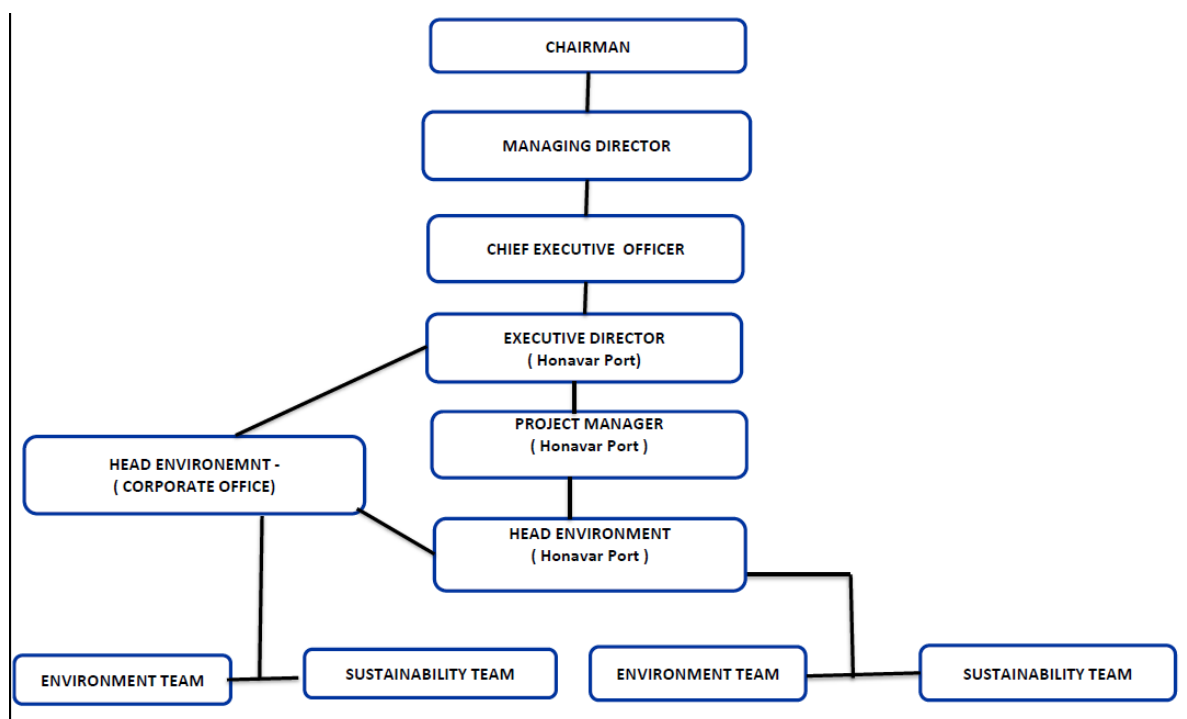 CHAIRMAN
MANAGING DIRECTOR
CHIEF EXECUTIVE  OFFICER
EXECUTIVE DIRECTOR
( Honavar Port)
PROJECT MANAGER
( Honavar Port )
HEAD ENVIRONEMNT -
( CORPORATE OFFICE)
HEAD ENVIRONMENT
( Honavar Port )
ENVIRONMENT TEAM
SUSTAINABILITY TEAM
ENVIRONMENT TEAM
SUSTAINABILITY TEAM